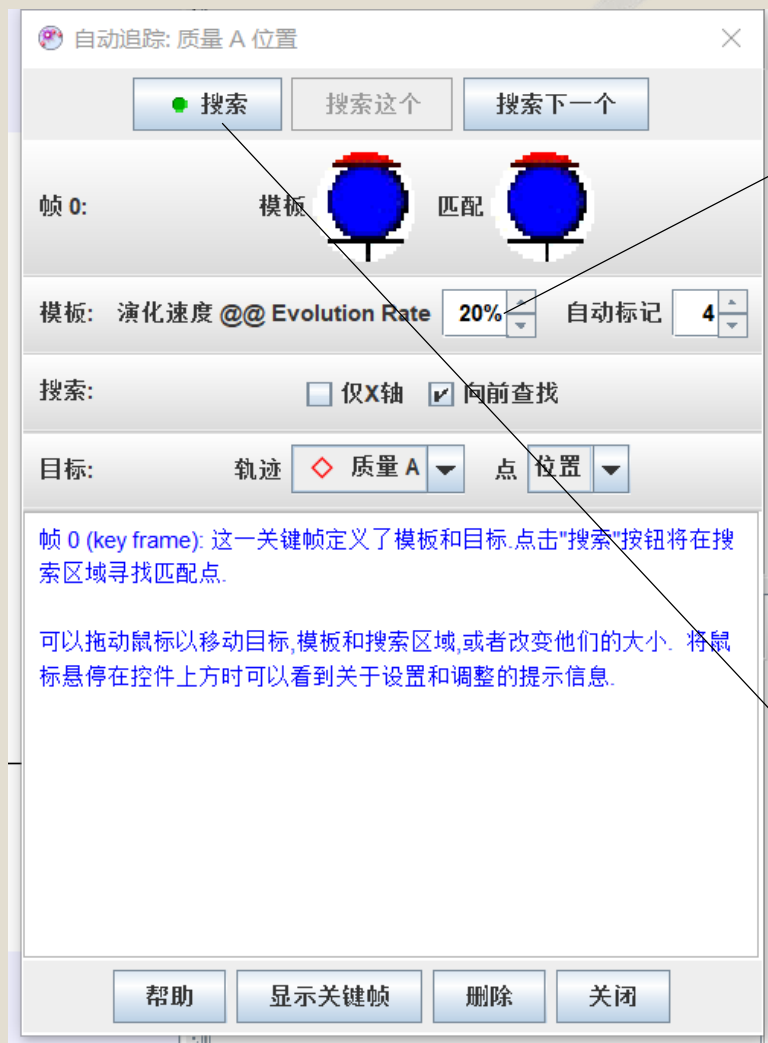 自动追踪: 质量 A 位置
搜索 搜索这个 搜索下一个
帧 0: 模板 匹配
模板: 演化速度 @@ Evolution Rate 20% 自动标记 4
搜索: 仅X轴 向前查找
目标: 轨迹 质量 A 点 位置
帧 0 (key frame): 这一关键帧定义了模板和目标.点击"搜索"按钮将在搜
索区域寻找匹配点.
可以拖动鼠标以移动目标,模板和搜索区域,或者改变他们的大小. 将鼠
标悬停在控件上方时可以看到关于设置和调整的提示信息.
帮助 显示关键帧 删除 关闭